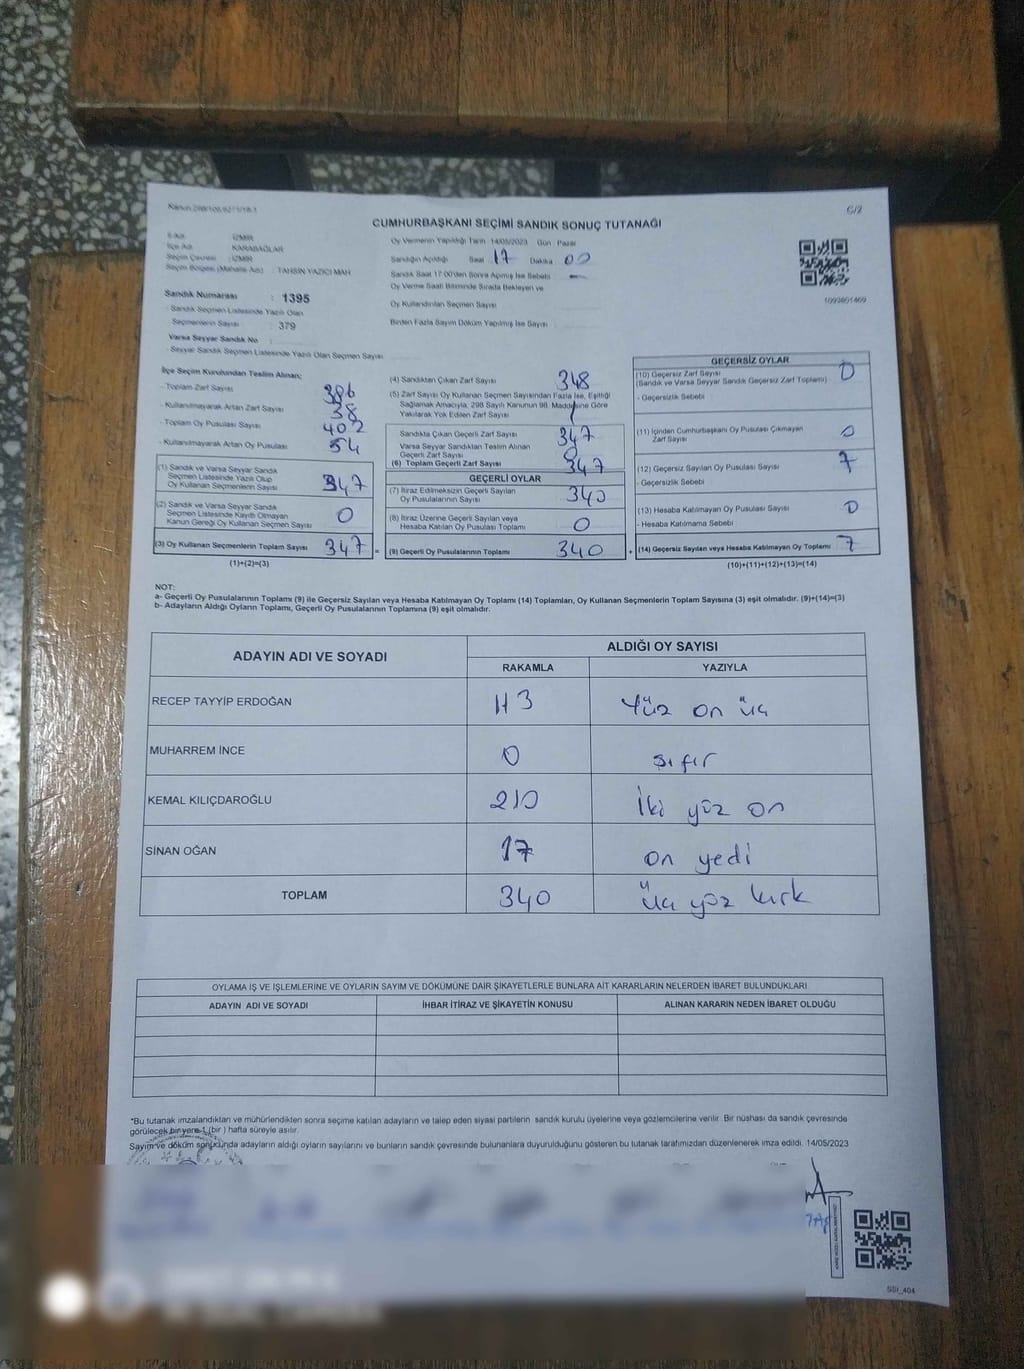 C/2
CUMHURBAŞKANI SEÇİMİ SANDIK SONUÇ TUTANAĞI
İl Adı : İZMİR
İlçe Adı : KARABAĞLAR
Seçim Çevresi : İZMİR
Seçim Bölgesi (Mahalle Adı) : TAHSİN YAZICI MAH.
Sandık Numarası : 1395
Sandık Seçmen Listesinde Yazılı Olan
Seçmenlerin Sayısı : 379
Varsa Seyyar Sandık No :
Seyyar Sandık Seçmen Listesinde Yazılı Olan Seçmen Sayısı
Oy Vermenin Yapıldığı Tarih 14/05/2023 Gün Pazar
Sandığın Açıldığı Saat 17 Dakika 00
Sandık Saat 17:00'den Sonra Açılmış İse Sebebi -
Oy Verme Saati Bitiminde Sırada Bekleyen ve
Oy Kullandırılan Seçmen Sayısı
Birden Fazla Sayım Döküm Yapılmış İse Sayısı
İlçe Seçim Kurulundan Teslim Alınan;
- Toplam Zarf Sayısı 386
- Kullanılmayarak Artan Zarf Sayısı 38
- Toplam Oy Pusulası Sayısı 402
- Kullanılmayarak Artan Oy Pusulası 54
(1) Sandık ve Varsa Seyyar Sandık
Seçmen Listesinde Yazılı Olup
Oy Kullanan Seçmenlerin Sayısı 347
(2) Sandık ve Varsa Seyyar Sandık
Seçmen Listesinde Kayıtlı Olmayan
Kanun Gereği Oy Kullanan Seçmen Sayısı 0
(3) Oy Kullanan Seçmenlerin Toplam Sayısı 347 =
(1)+(2)=(3)
(4) Sandıktan Çıkan Zarf Sayısı 348
(5) Zarf Sayısı Oy Kullanan Seçmen Sayısından Fazla İse, Eşitliği
Sağlamak Amacıyla, 298 Sayılı Kanunun 98. Maddesine Göre
Yakılarak Yok Edilen Zarf Sayısı 1
Sandıkta Çıkan Geçerli Zarf Sayısı 347
Varsa Seyyar Sandıktan Teslim Alınan
Geçerli Zarf Sayısı 0
(6) Toplam Geçerli Zarf Sayısı 347
GEÇERLİ OYLAR
(7) İtiraz Edilmeksizin Geçerli Sayılan
Oy Pusulalarının Sayısı 340
(8) İtiraz Üzerine Geçerli Sayılan veya
Hesaba Katılan Oy Pusulası Toplamı 0
(9) Geçerli Oy Pusulalarının Toplamı 340 +
GEÇERSİZ OYLAR
(10) Geçersiz Zarf Sayısı 0
(Sandık ve Varsa Seyyar Sandık Geçersiz Zarf Toplamı)
- Geçersizlik Sebebi
(11) İçinden Cumhurbaşkanı Oy Pusulası Çıkmayan
Zarf Sayısı 0
(12) Geçersiz Sayılan Oy Pusulası Sayısı 7
- Geçersizlik Sebebi
(13) Hesaba Katılmayan Oy Pusulası Sayısı 0
- Hesaba Katılmama Sebebi
(14) Geçersiz Sayılan veya Hesaba Katılmayan Oy Toplamı 7
(10)+(11)+(12)+(13)=(14)
NOT:
a- Geçerli Oy Pusulalarının Toplamı (9) ile Geçersiz Sayılan veya Hesaba Katılmayan Oy Toplamı (14) Toplamları, Oy Kullanan Seçmenlerin Toplam Sayısına (3) eşit olmalıdır. (9)+(14)=(3)
b- Adayların Aldığı Oyların Toplamı, Geçerli Oy Pusulalarının Toplamına (9) eşit olmalıdır.
ADAYIN ADI VE SOYADI ALDIĞI OY SAYISI
RAKAMLA YAZIYLA
RECEP TAYYİP ERDOĞAN 113 Yüz on üç
MUHARREM İNCE 0 sıfır
KEMAL KILIÇDAROĞLU 210 İki yüz on
SİNAN OĞAN 17 on yedi
TOPLAM 340 üç yüz kırk
OYLAMA İŞ VE İŞLEMLERİNE VE OYLARIN SAYIM VE DÖKÜMÜNE DAİR ŞİKAYETLERLE BUNLARA AİT KARARLARIN NELERDEN İBARET BULUNDUKLARI
ADAYIN ADI VE SOYADI İHBAR İTİRAZ VE ŞİKAYETİN KONUSU ALINAN KARARIN NEDEN İBARET OLDUĞU
*Bu tutanak imzalandıktan ve mühürlendikten sonra seçime katılan adayların ve talep eden siyasi partilerin sandık kurulu üyelerine veya gözlemcilerine verilir. Bir nüshası da sandık çevresinde
görülecek bir yere 1 (bir ) hafta süreyle asılır.
Sayım ve döküm sonucunda adayların aldığı oyların sayılarını ve bunların sandık çevresinde bulunanlara duyurulduğunu gösteren bu tutanak tarafımızdan düzenlenerek imza edildi. 14/05/2023
SSI_404